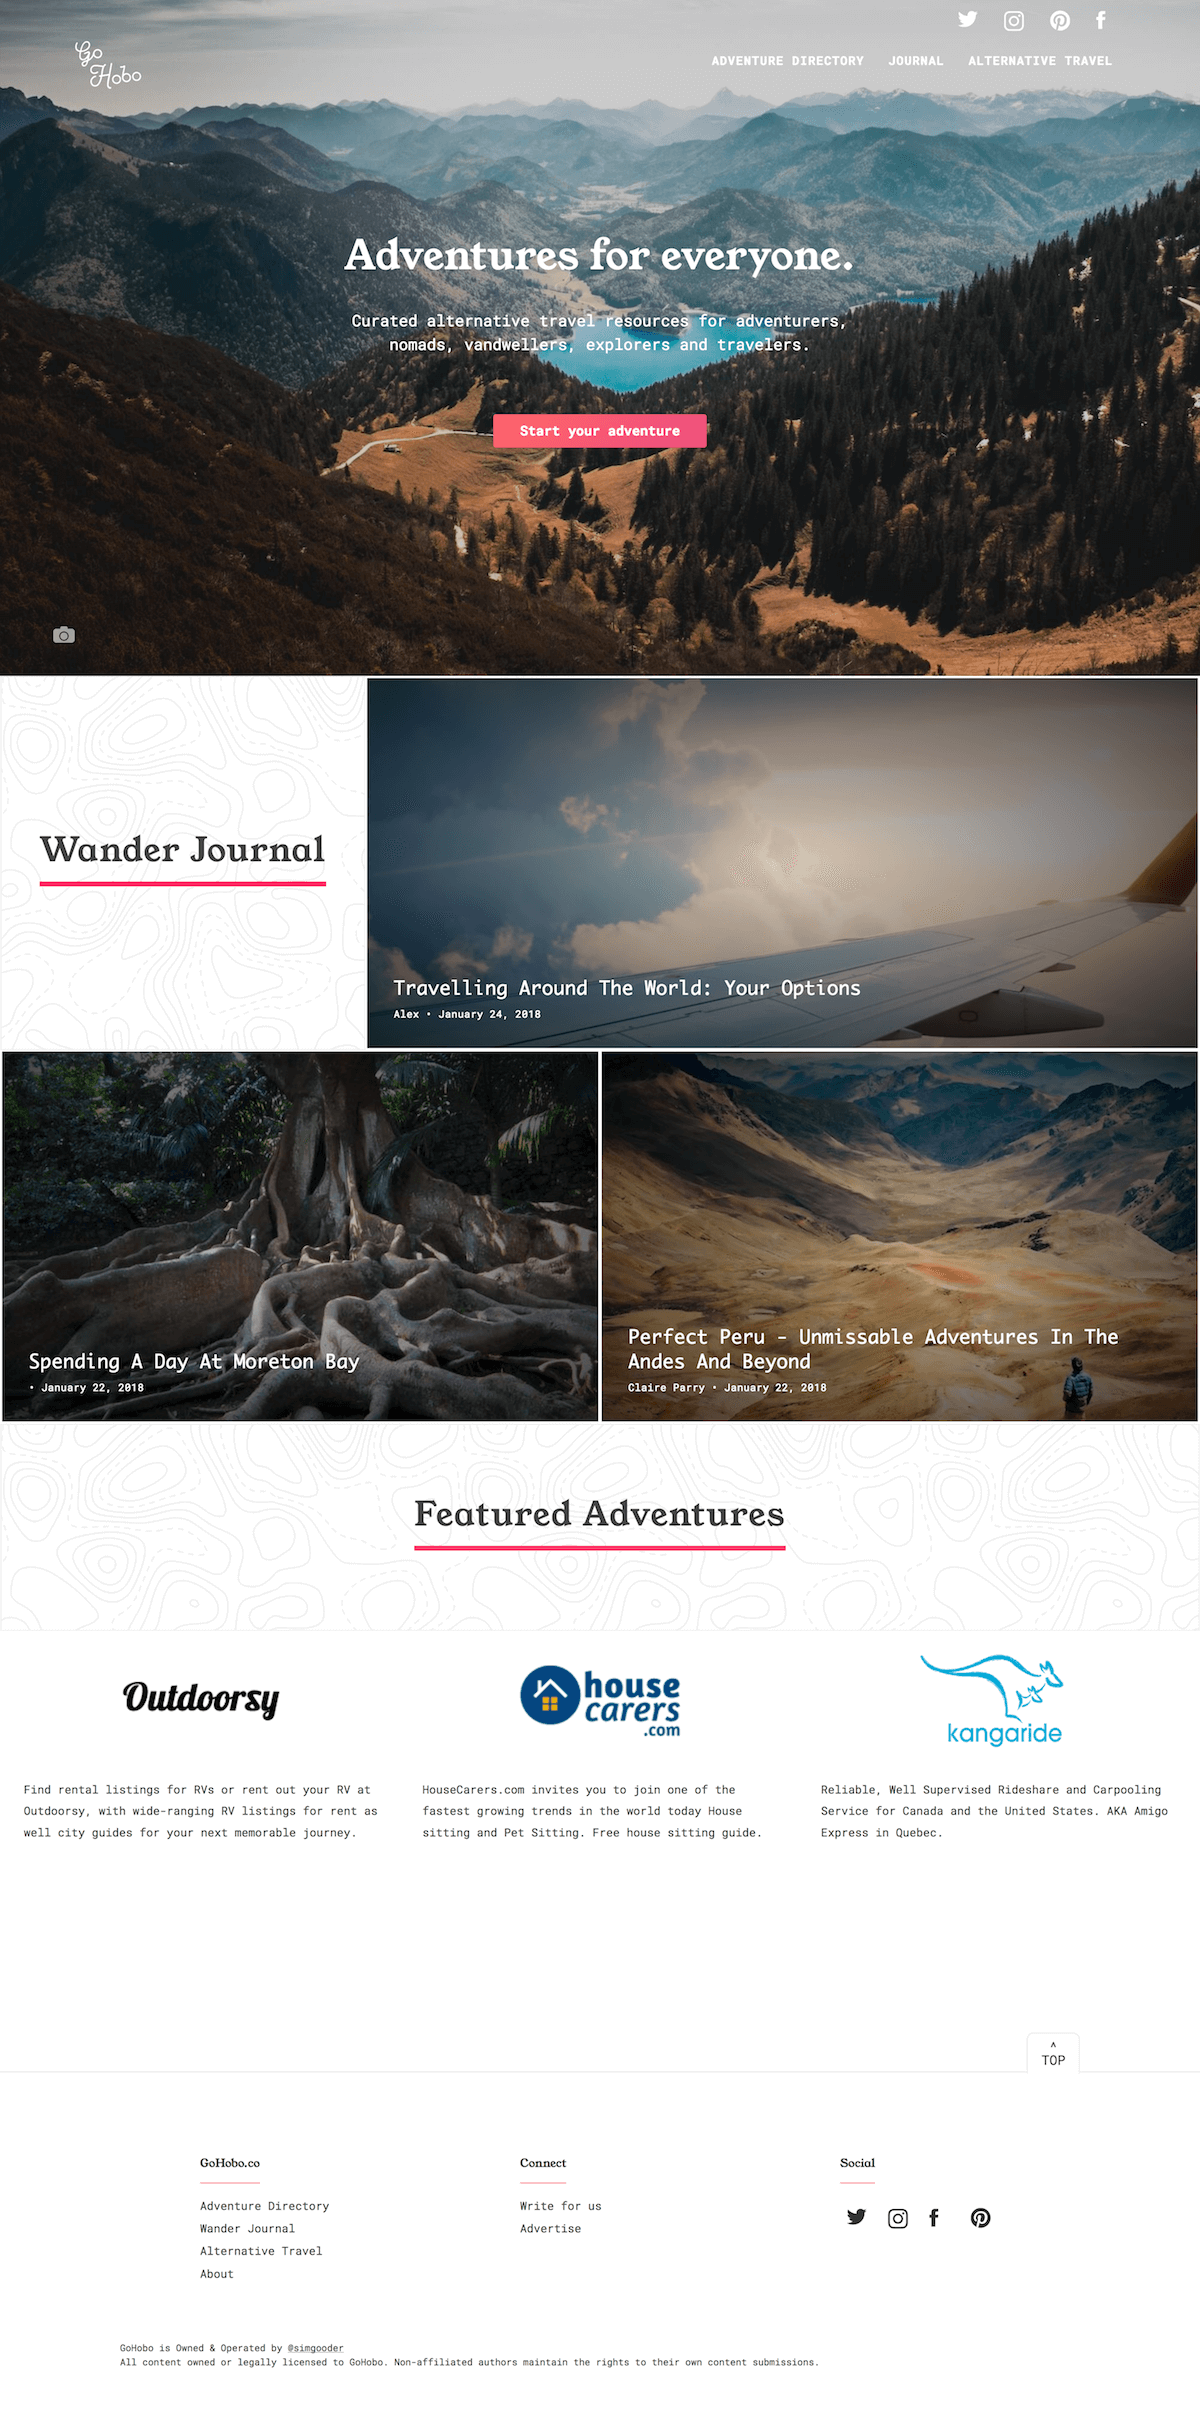 Go
Hobo
ADVENTURE DIRECTORY JOURNAL ALTERNATIVE TRAVEL
Adventures for everyone.
Curated alternative travel resources for adventurers,
nomads, vandwellers, explorers and travelers.
Start your adventure
Wander Journal
Travelling Around The World: Your Options
Alex • January 24, 2018
Spending A Day At Moreton Bay
• January 22, 2018
Perfect Peru - Unmissable Adventures In The
Andes And Beyond
Claire Parry • January 22, 2018
Featured Adventures
Outdoorsy
house
carers
.com
kangaride
Find rental listings for RVs or rent out your RV at
Outdoorsy, with wide-ranging RV listings for rent as
well city guides for your next memorable journey.
HouseCarers.com invites you to join one of the
fastest growing trends in the world today House
sitting and Pet Sitting. Free house sitting guide.
Reliable, Well Supervised Rideshare and Carpooling
Service for Canada and the United States. AKA Amigo
Express in Quebec.
^
TOP
GoHobo.co
Adventure Directory
Wander Journal
Alternative Travel
About
Connect
Write for us
Advertise
Social
GoHobo is Owned & Operated by @simgooder
All content owned or legally licensed to GoHobo. Non-affiliated authors maintain the rights to their own content submissions.